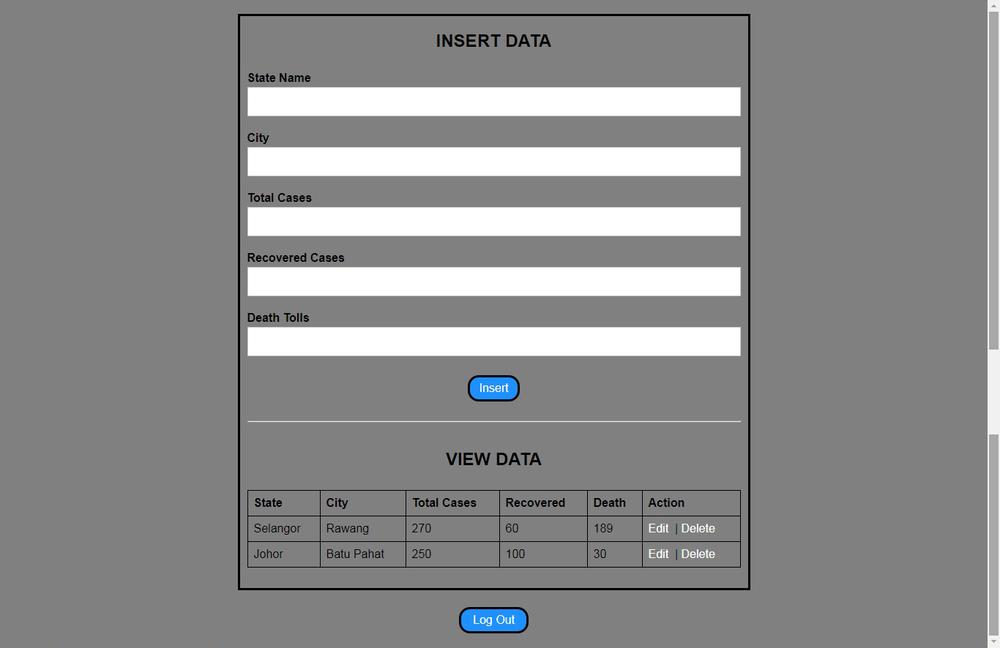 INSERT DATA
State Name
City
Total Cases
Recovered Cases
Death Tolls
Insert
VIEW DATA
State City Total Cases Recovered Death Action
Selangor Rawang 270 60 189 Edit | Delete
Johor Batu Pahat 250 100 30 Edit | Delete
Log Out